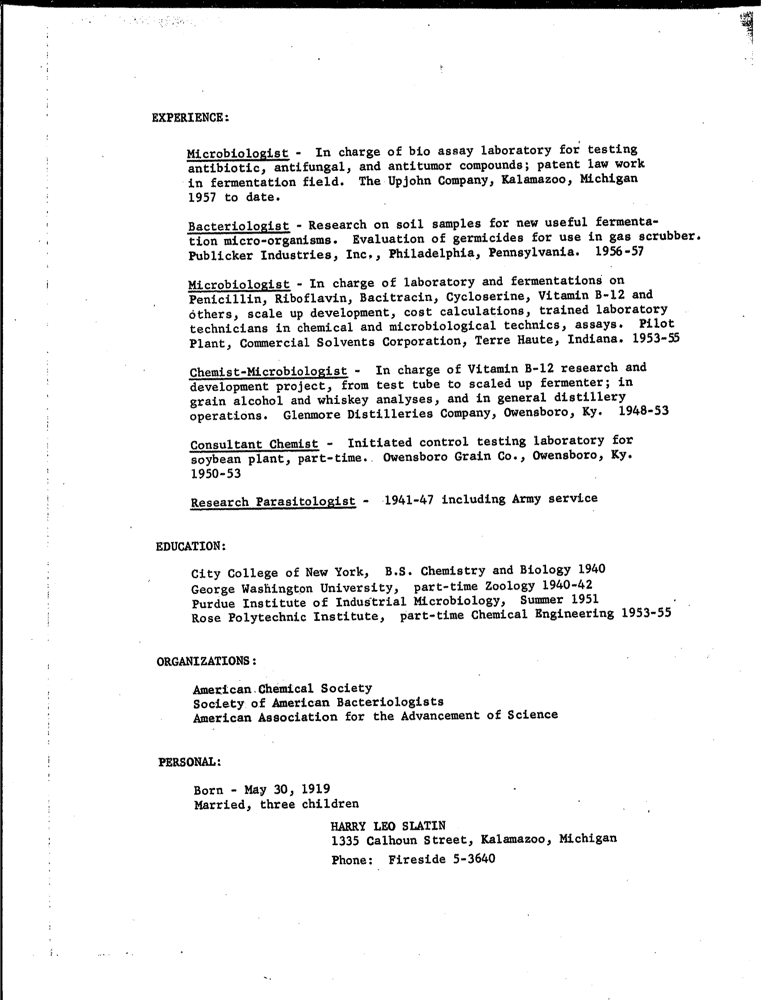 EXPERIENCE:
Microbiologist - In charge of bio assay laboratory for testing
antibiotic, antifungal, and antitumor compounds; patent law work
in fermentation field. The Upjohn Company, Kalamazoo, Michigan
1957 to date.
Bacteriologist - Research on soil samples for new useful fermenta-
tion micro-organisms. Evaluation of germicides for use in gas scrubber.
Publicker Industries, Inc., Philadelphia, Pennsylvania. 1956-57
Microbiologist - In charge of laboratory and fermentations on
Penicillin, Riboflavin, Bacitracin, Cycloserine, Vitamin B-12 and
others, scale up development, cost calculations, trained laboratory
technicians in chemical and microbiological technics, assays. Pilot
Plant, Commercial Solvents Corporation, Terre Haute, Indiana. 1953-55
Chemist-Microbiologist - In charge of Vitamin B-12 research and
development project, from test tube to scaled up fermenter; in
grain alcohol and whiskey analyses, and in general distillery
operations. Glenmore Distilleries Company, Owensboro, Ky. 1948-53
Consultant Chemist - Initiated control testing laboratory for
soybean plant, part-time. Owensboro Grain Co., Owensboro, Ky.
1950-53
Research Parasitologist - 1941-47 including Army service
EDUCATION:
City College of New York, B.S. Chemistry and Biology 1940
George Washington University, part-time Zoology 1940-42
Purdue Institute of Industrial Microbiology, Summer 1951
Rose Polytechnic Institute, part-time Chemical Engineering 1953-55
ORGANIZATIONS:
American Chemical Society
Society of American Bacteriologists
American Association for the Advancement of Science
PERSONAL:
Born - May 30, 1919
Married, three children
HARRY LEO SLATIN
1335 Calhoun Street, Kalamazoo, Michigan
Phone: Fireside 5-3640